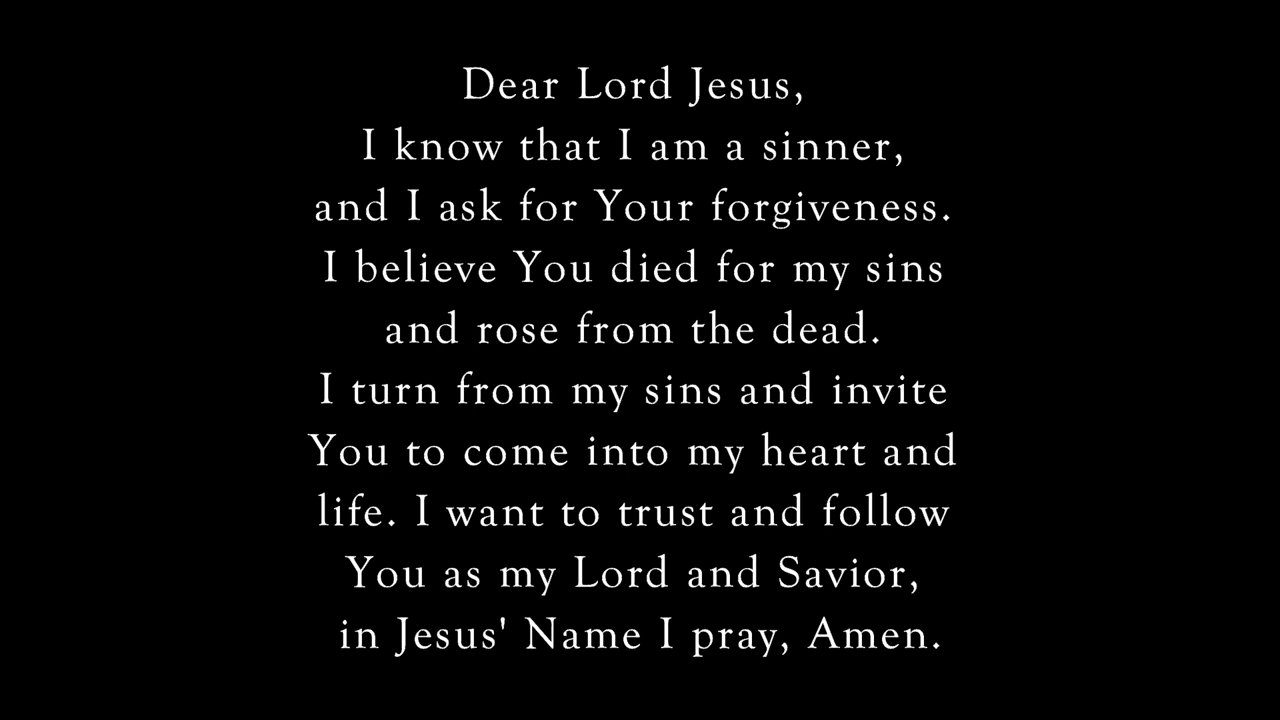 Dear Lord Jesus,
I know that I am a sinner,
and I ask for Your forgiveness.
I believe You died for my sins
and rose from the dead.
I turn from my sins and invite
You to come into my heart and
life. I want to trust and follow
You as my Lord and Savior,
in Jesus' Name I pray, Amen.